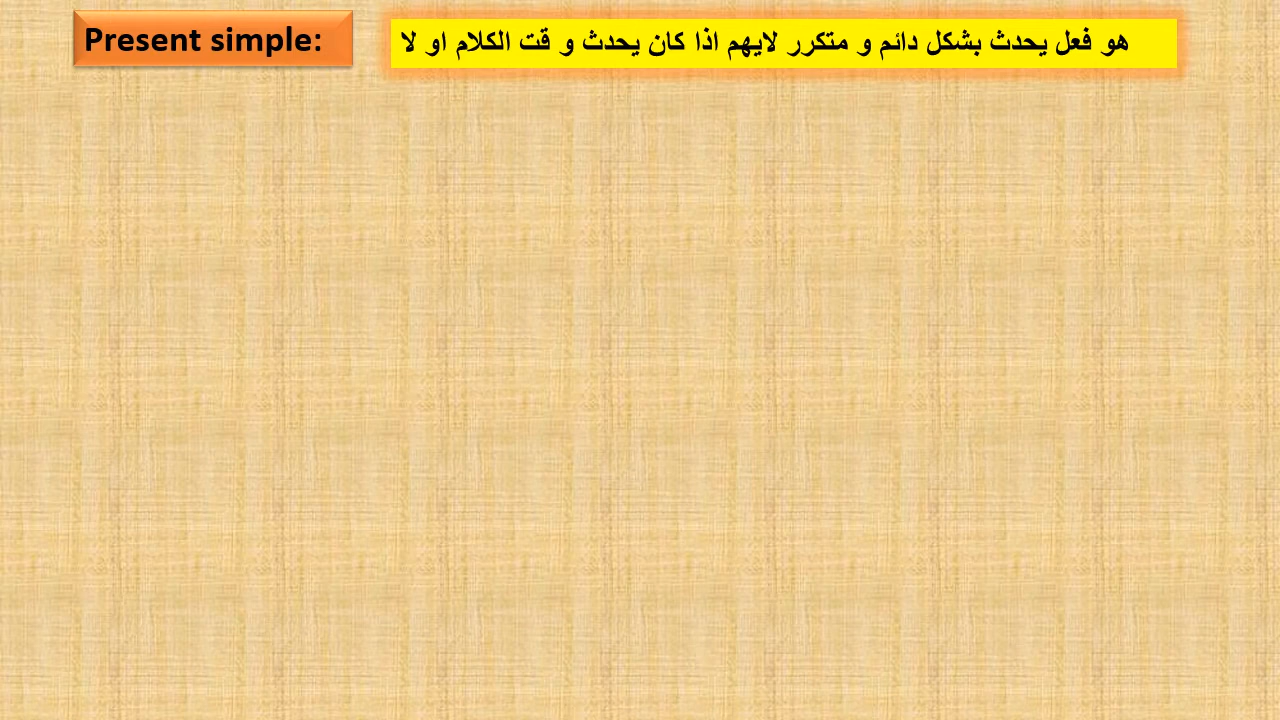 Present simple:
هو فعل يحدث بشكل دائم و متكرر لايهم اذا كان يحدث و قت الكلام او لا